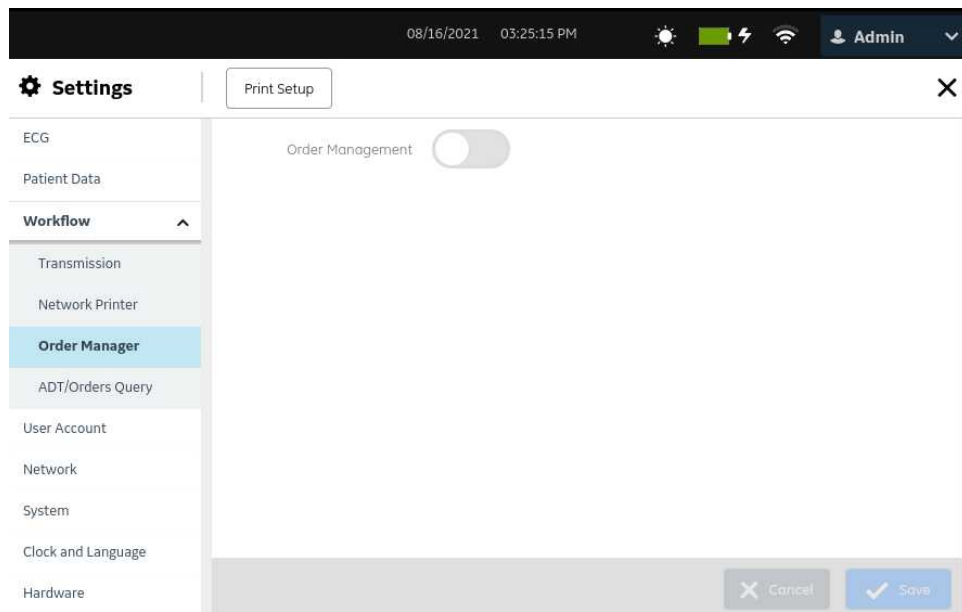 08/16/2021 03:25:15 PM Admin
Settings Print Setup
ECG
Order Management
Patient Data
Workflow
Transmission
Network Printer
Order Manager
ADT/Orders Query
User Account
Network
System
Clock and Language
Hardware
Cancel Save